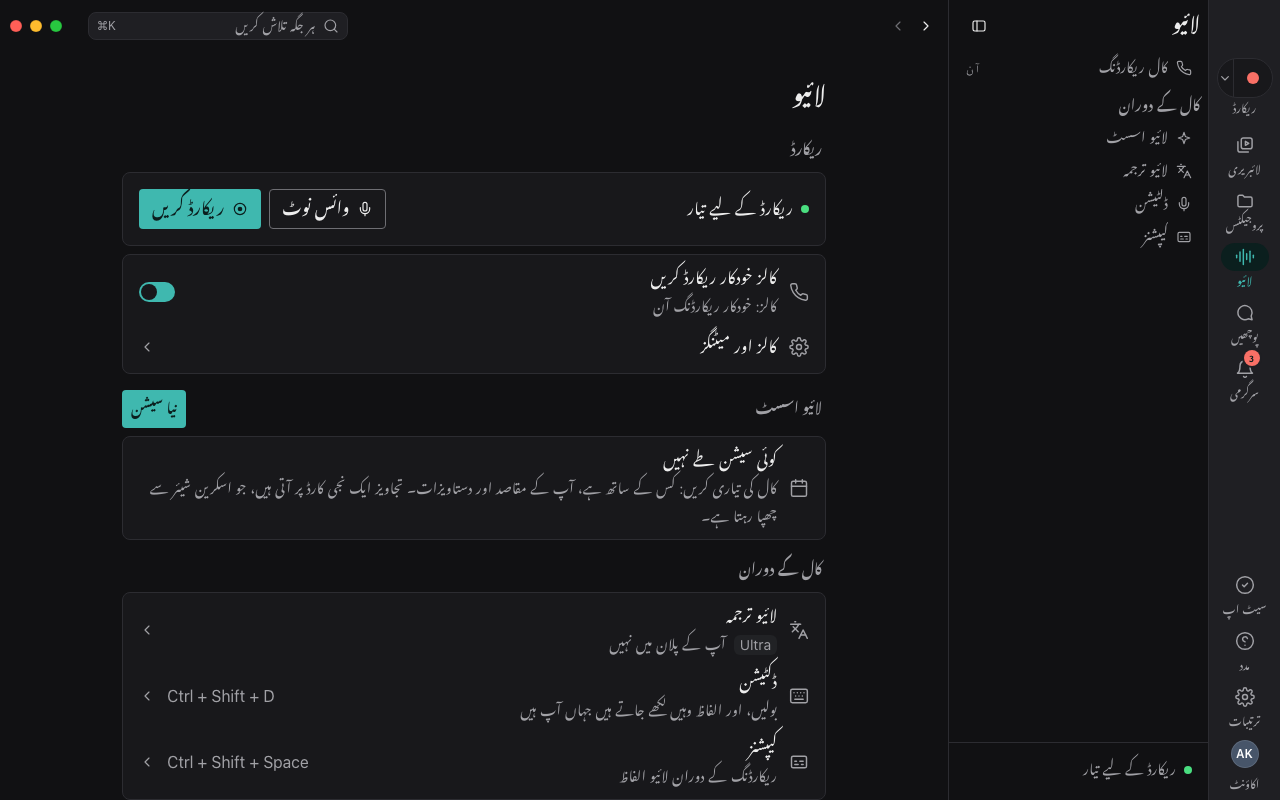 ریکارڈ
لائبریری
پروجیکٹس
لائیو
پوچھیں
3
سرگرمی
سیٹ اپ
مدد
ترتیبات
AK
اکاؤنٹ
لائیو
کال ریکارڈنگ
آن
کال کے دوران
لائیو اسسٹ
لائیو ترجمہ
ڈکٹیشن
کیپشنز
ریکارڈ کے لیے تیار
ہر جگہ تلاش کریں
⌘K
لائیو
ریکارڈ
ریکارڈ کے لیے تیار
وائس نوٹ
ریکارڈ کریں
کالز خودکار ریکارڈ کریں
کالز: خودکار ریکارڈنگ آن
کالز اور میٹنگز
لائیو اسسٹ
نیا سیشن
کوئی سیشن طے نہیں
کال کی تیاری کریں: کس کے ساتھ ہے، آپ کے مقاصد اور دستاویزات۔ تجاویز ایک نجی کارڈ پر آتی ہیں، جو اسکرین شیئر سے
چھپا رہتا ہے۔
کال کے دوران
لائیو ترجمہ
Ultra آپ کے پلان میں نہیں
ڈکٹیشن
بولیں، اور الفاظ وہیں لکھے جاتے ہیں جہاں آپ ہیں
Ctrl + Shift + D
کیپشنز
ریکارڈنگ کے دوران لائیو الفاظ
Ctrl + Shift + Space